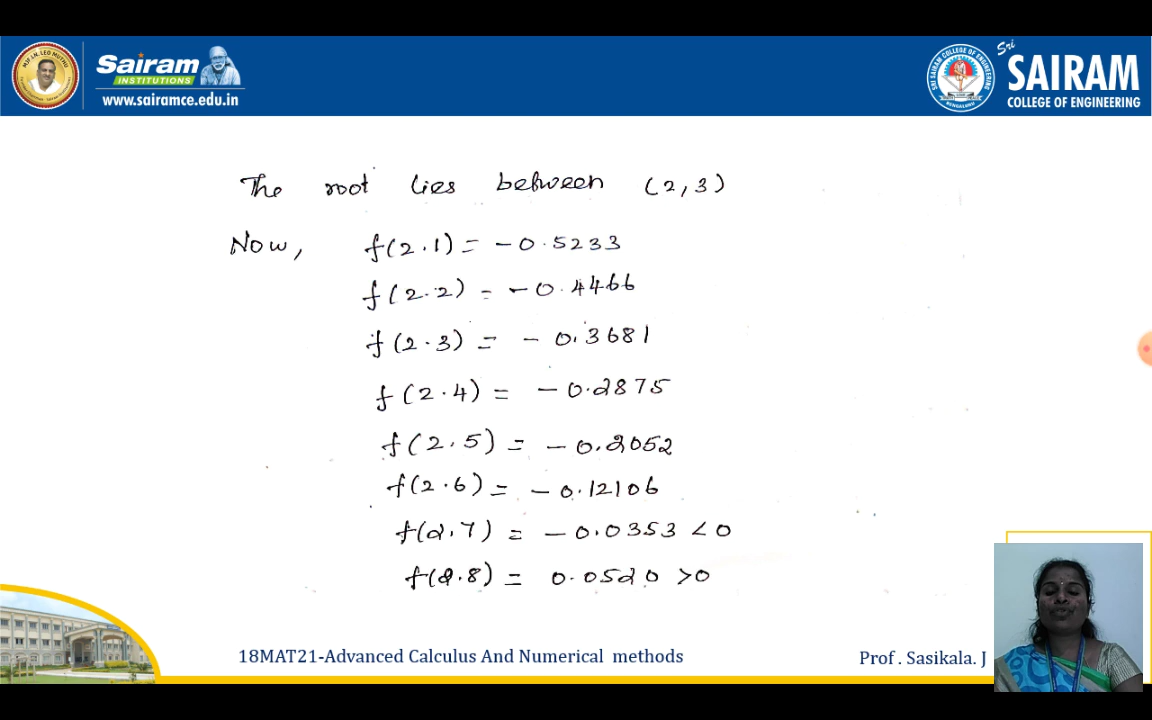 Sairam
INSTITUTIONS
www.sairamce.edu.in
Sri
SAIRAM
COLLEGE OF ENGINEERING
The root lies between (2,3)
Now, f(2.1) = -0.5233
f(2.2) = -0.4466
f(2.3) = -0.3681
f(2.4) = -0.2875
f(2.5) = -0.2052
f(2.6) = -0.12106
f(2.7) = -0.0353 < 0
f(2.8) = 0.0520 >0
18MAT21-Advanced Calculus And Numerical methods
Prof . Sasikala. J